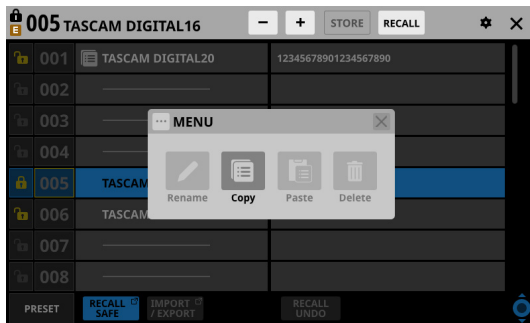 E 005 TASCAM DIGITAL16 − + STORE RECALL
001 TASCAM DIGITAL20 12345678901234567890
002
003
MENU
004
005 TASCAM
Rename Copy Paste Delete
006 TASCAM
007
008
PRESET RECALL SAFE IMPORT / EXPORT RECALL UNDO